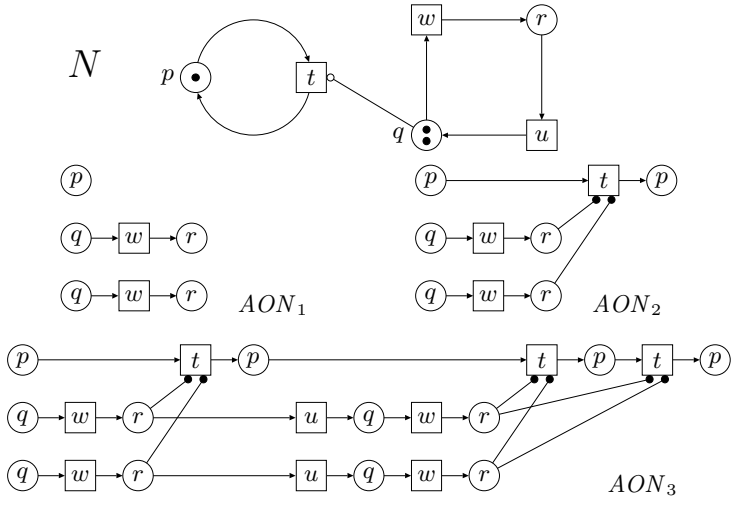 w r
N p t
q u
p p t p
q w r q w r
q w r AON₁ q w r AON₂
p t p t p t p
q w r u q w r
q w r u q w r
AON₃